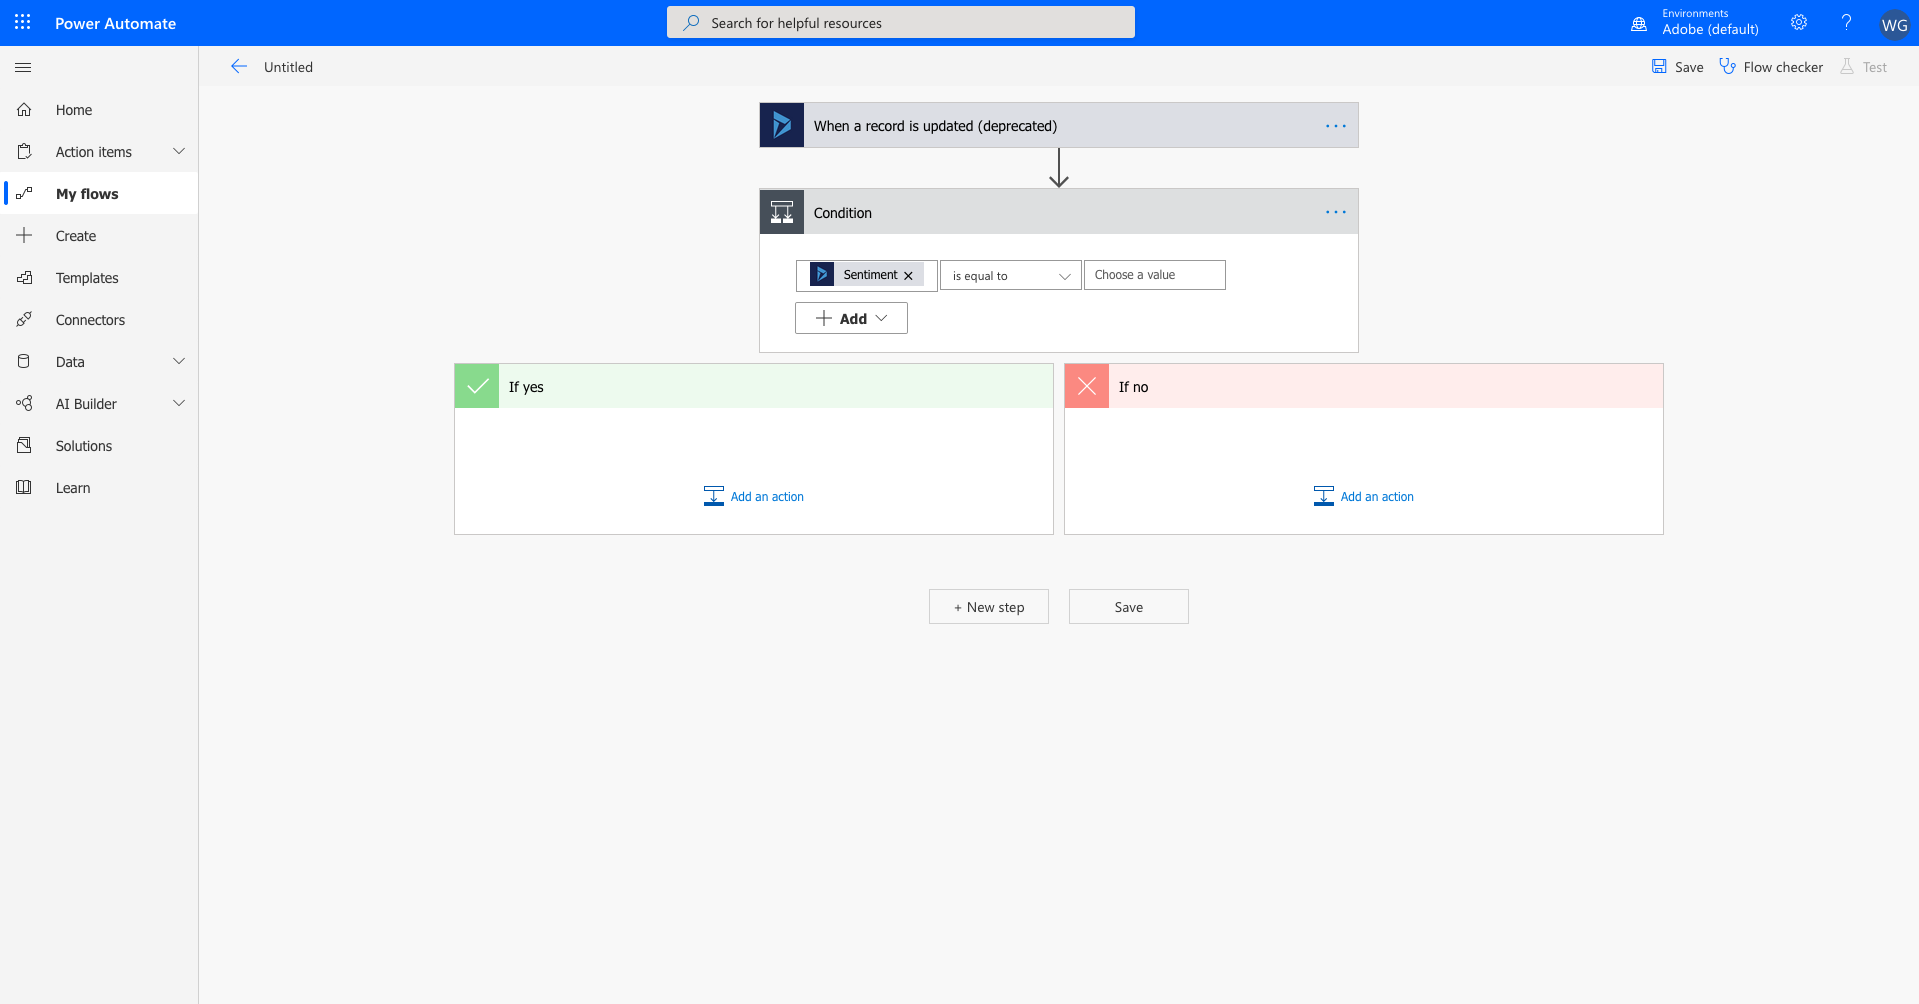 Power Automate
Search for helpful resources
Environments
Adobe (default)
WG
Untitled
Save
Flow checker
Test
Home
Action items
My flows
Create
Templates
Connectors
Data
AI Builder
Solutions
Learn
When a record is updated (deprecated)
Condition
Sentiment
is equal to
Choose a value
Add
If yes
If no
Add an action
Add an action
+ New step
Save